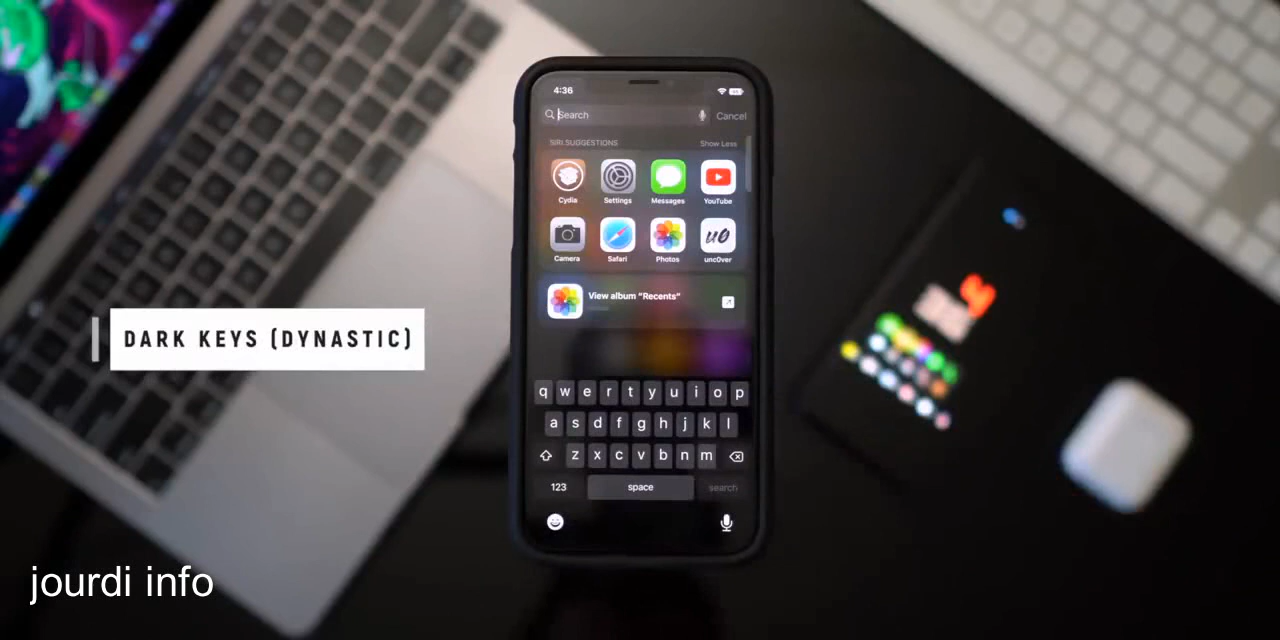 4:36
Search
Cancel
SIRI SUGGESTIONS
Show Less
Cydia
Settings
Messages
YouTube
u0
Camera
Safari
Photos
unc0ver
View album “Recents”
DARK KEYS (DYNASTIC)
q w e r t y u i o p
a s d f g h j k l
z x c v b n m
123
space
search
jourdi info